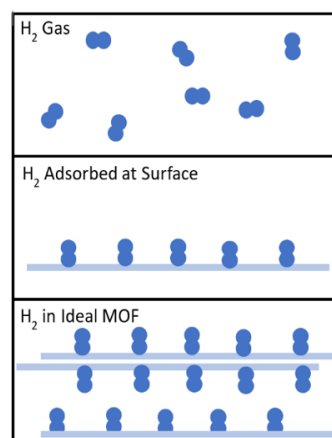 H₂ Gas
H₂ Adsorbed at Surface
H₂ in Ideal MOF